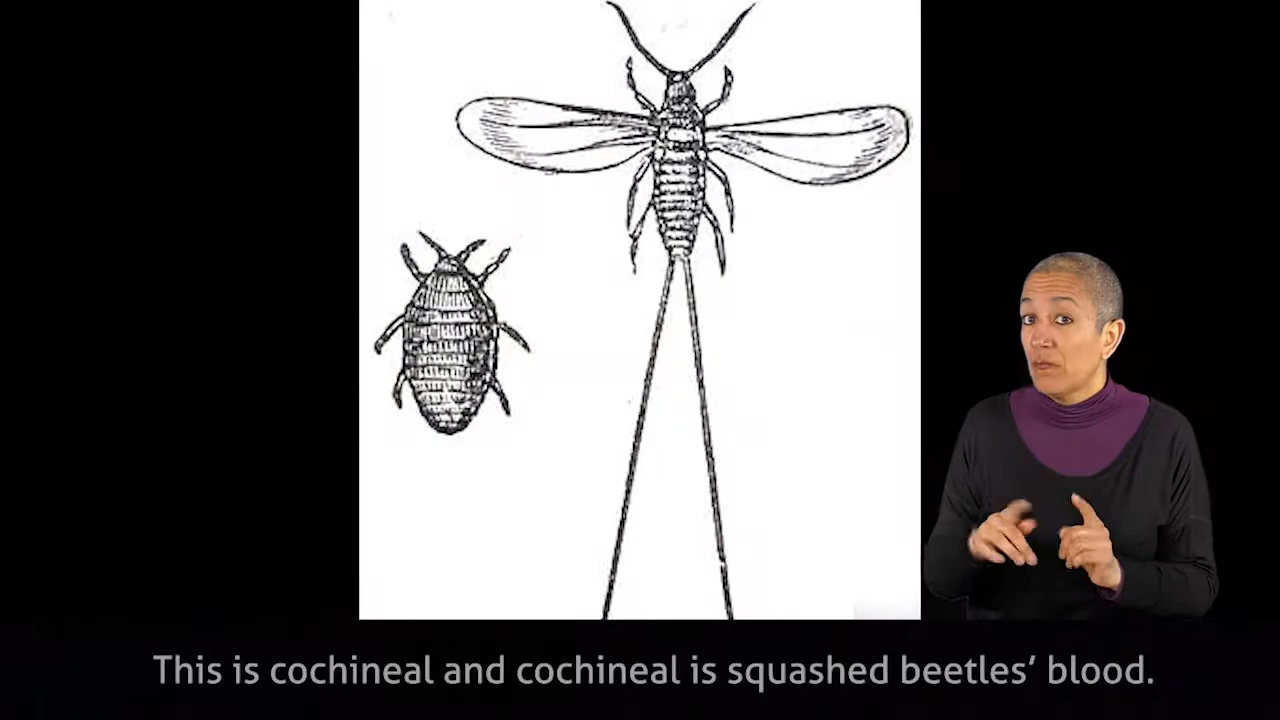 This is cochineal and cochineal is squashed beetles’ blood.